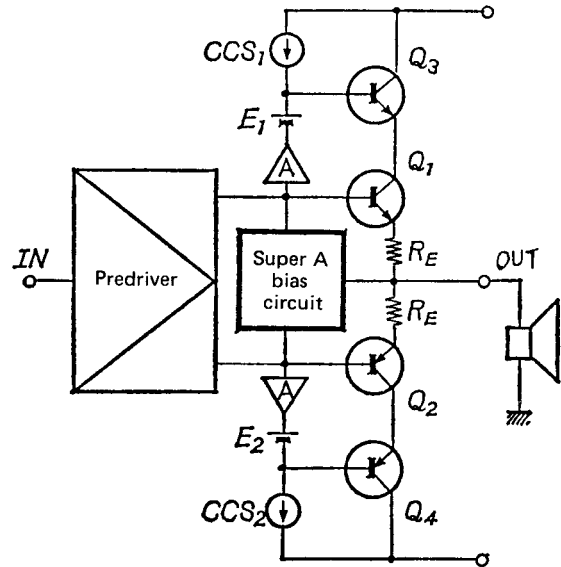 CCS1
Q3
E1
A
Q1
Super A
bias
circuit
RE
IN
Predriver
OUT
RE
A
Q2
E2
CCS2
Q4